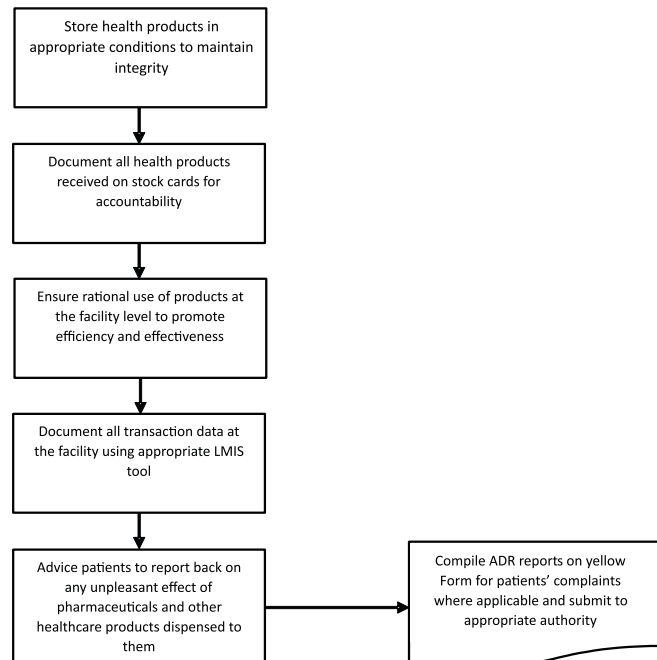 Store health products in
appropriate conditions to maintain
integrity
Document all health products
received on stock cards for
accountability
Ensure rational use of products at
the facility level to promote
efficiency and effectiveness
Document all transaction data at
the facility using appropriate LMIS
tool
Advice patients to report back on
any unpleasant effect of
pharmaceuticals and other
healthcare products dispensed to
them
Compile ADR reports on yellow
Form for patients’ complaints
where applicable and submit to
appropriate authority